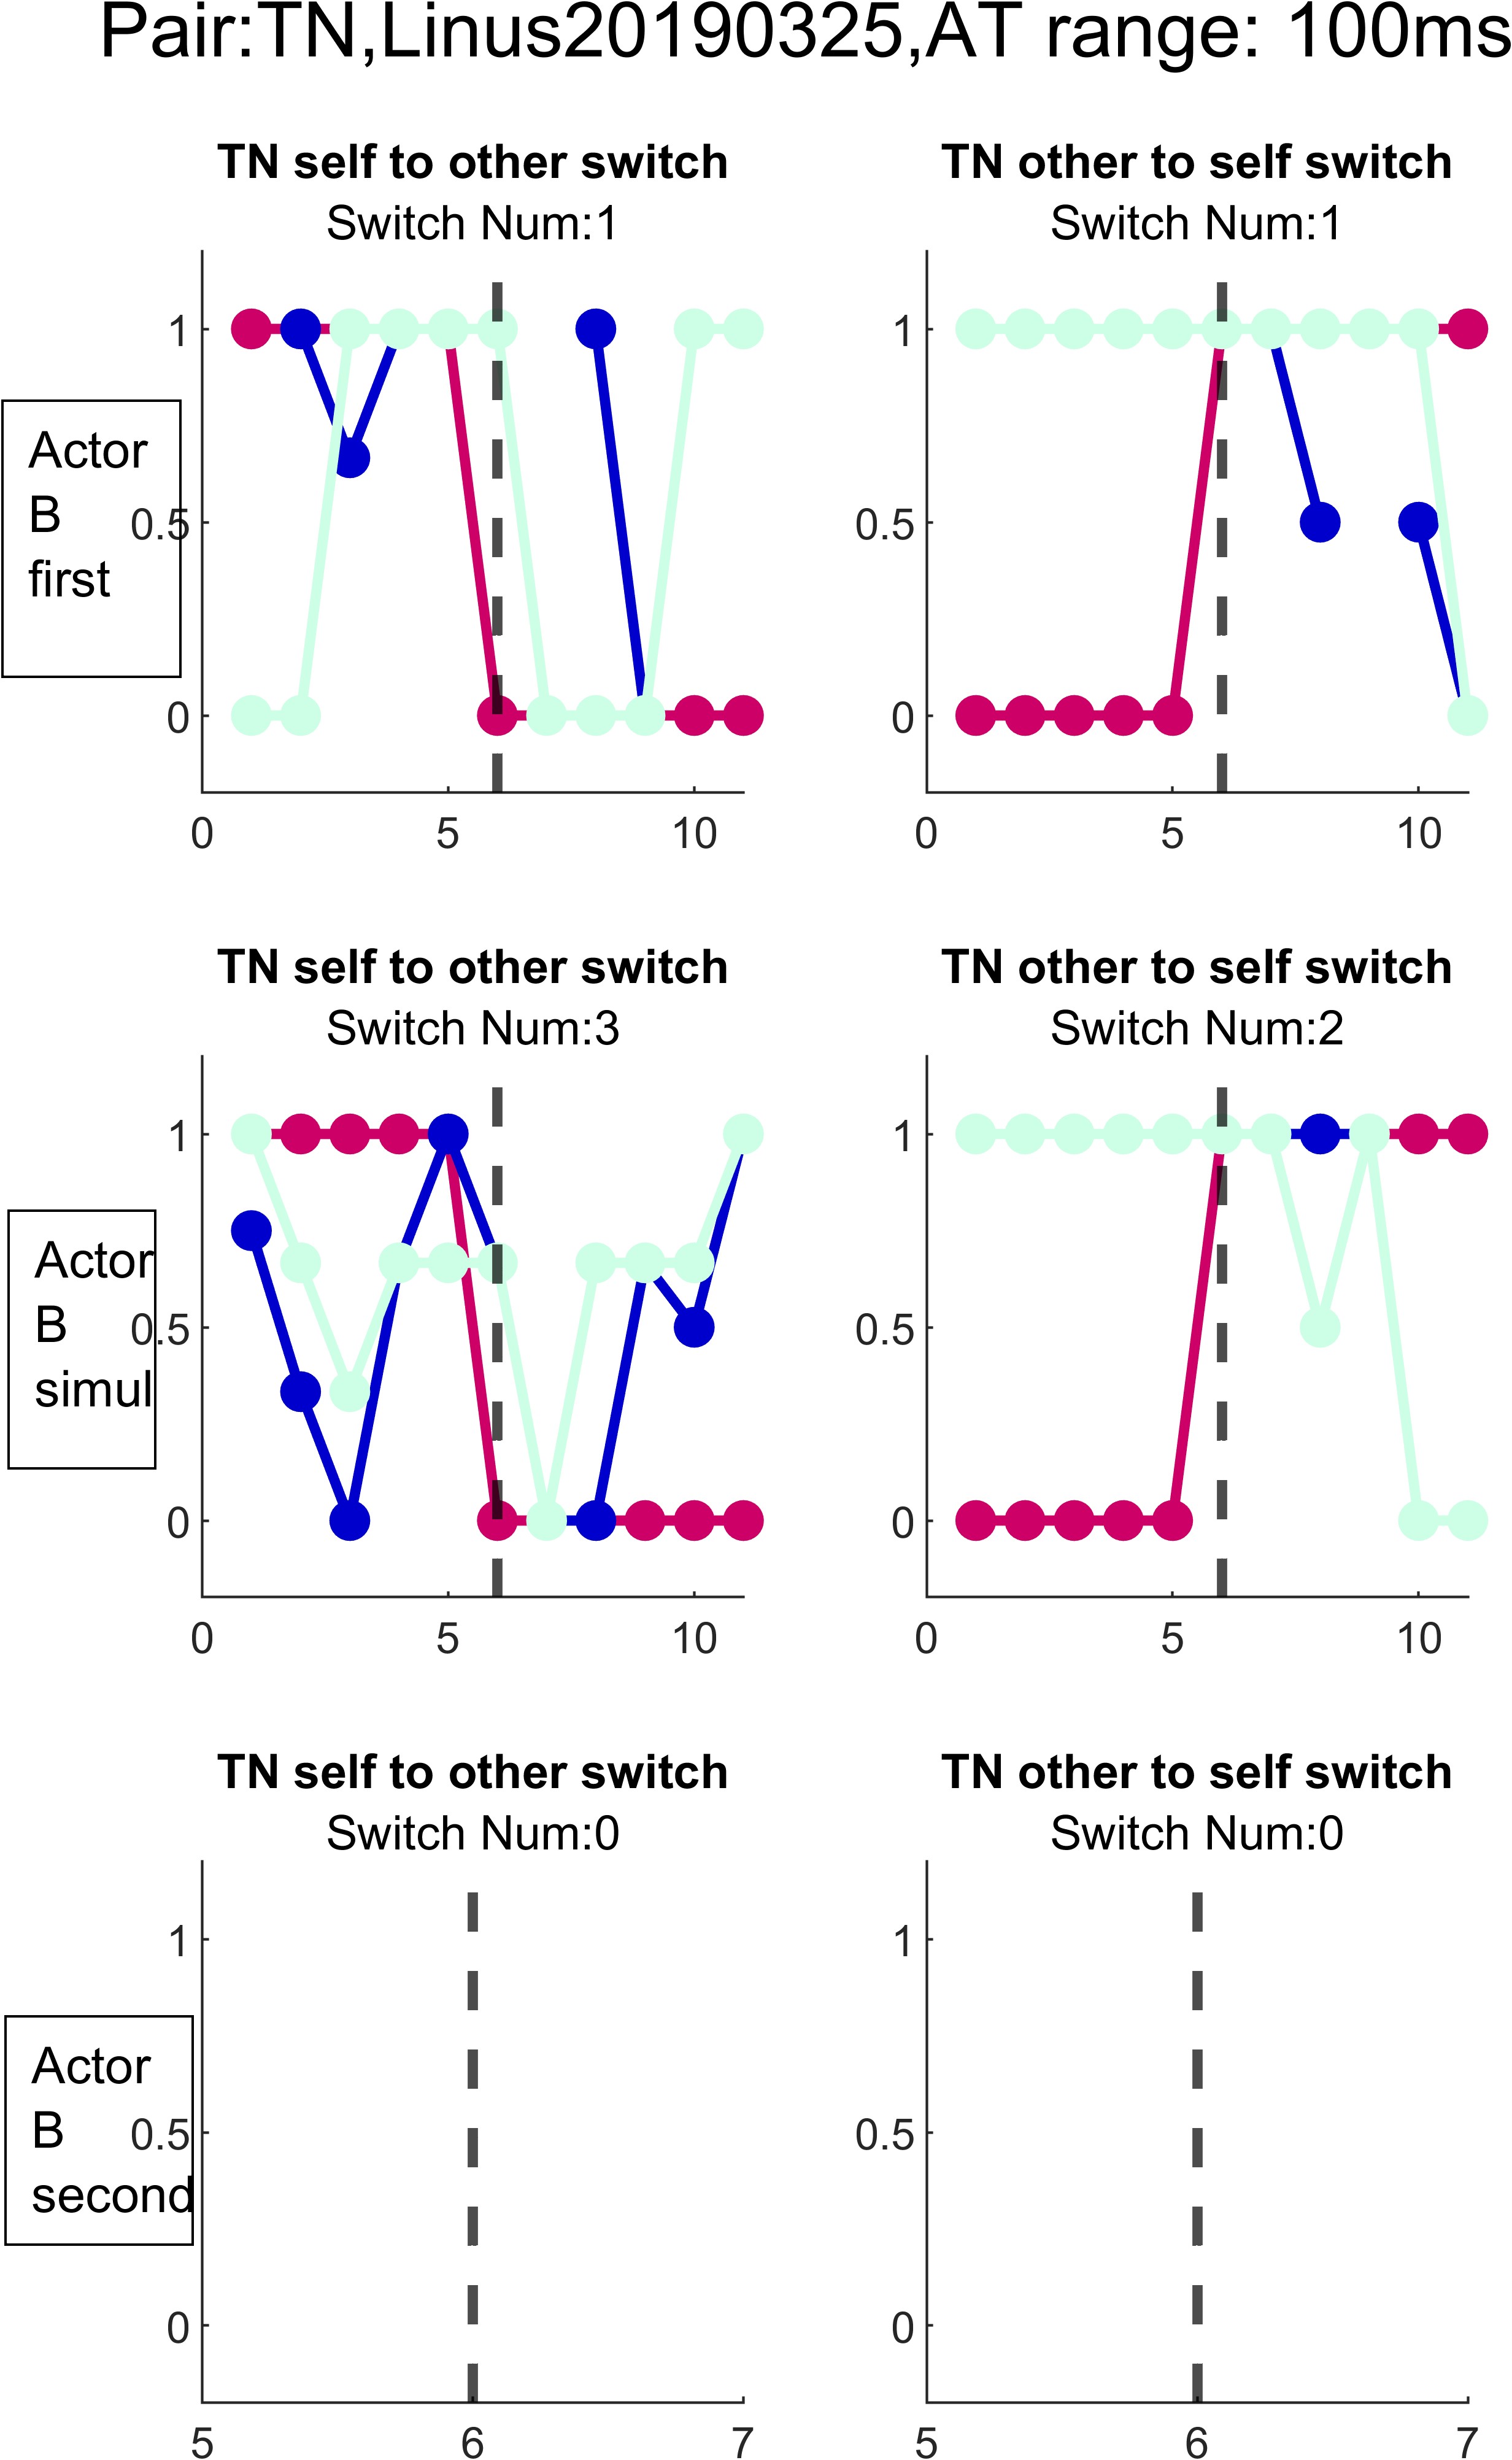 Pair:TN,Linus20190325,AT range: 100ms
TN self to other switch
Switch Num:1
1
0.5
0
0
5
10
Actor
B
first
TN other to self switch
Switch Num:1
1
0.5
0
0
5
10
TN self to other switch
Switch Num:3
1
0.5
0
0
5
10
Actor
B
simul
TN other to self switch
Switch Num:2
1
0.5
0
0
5
10
TN self to other switch
Switch Num:0
1
0.5
0
5
6
7
Actor
B
second
TN other to self switch
Switch Num:0
1
0.5
0
5
6
7